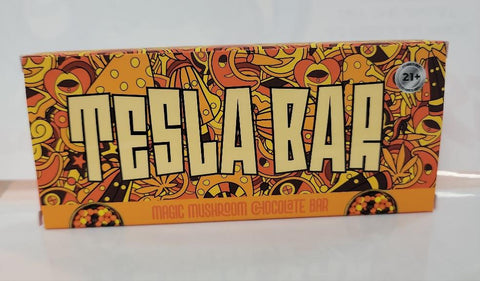 21+
TESLA BAR
MAGIC MUSHROOM CHOCOLATE BAR